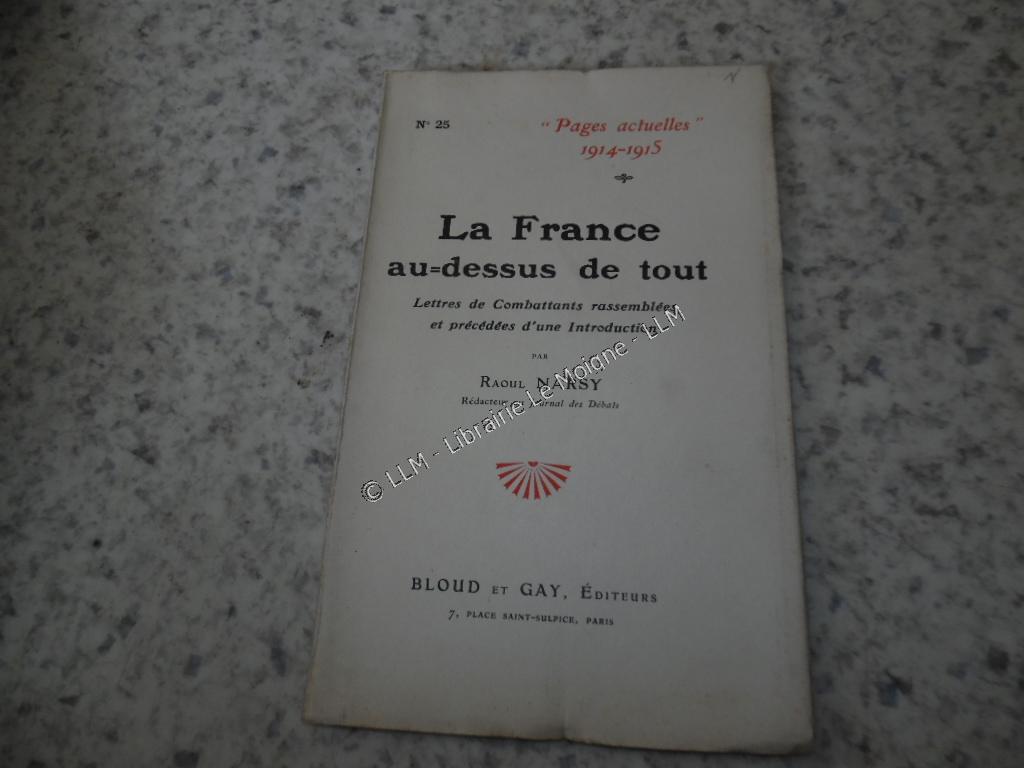 N° 25
"Pages actuelles"
1914-1915
La France
au=dessus de tout
Lettres de Combattants rassemblées
et précédées d'une Introduction
PAR
RAOUL NARSY
Rédacteur au Journal des Débats
© LLM - Librairie Le Moigne - LLM
BLOUD ET GAY, ÉDITEURS
7, PLACE SAINT-SULPICE, PARIS